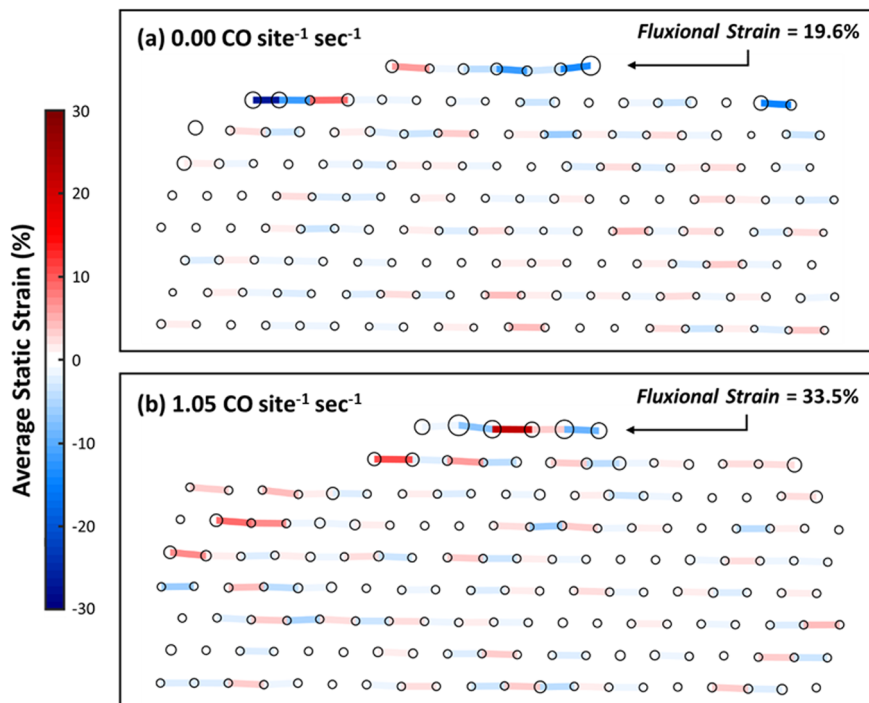 (a) 0.00 CO site⁻¹ sec⁻¹
Fluxional Strain = 19.6%
Average Static Strain (%)
30
20
10
0
-10
-20
-30
(b) 1.05 CO site⁻¹ sec⁻¹
Fluxional Strain = 33.5%